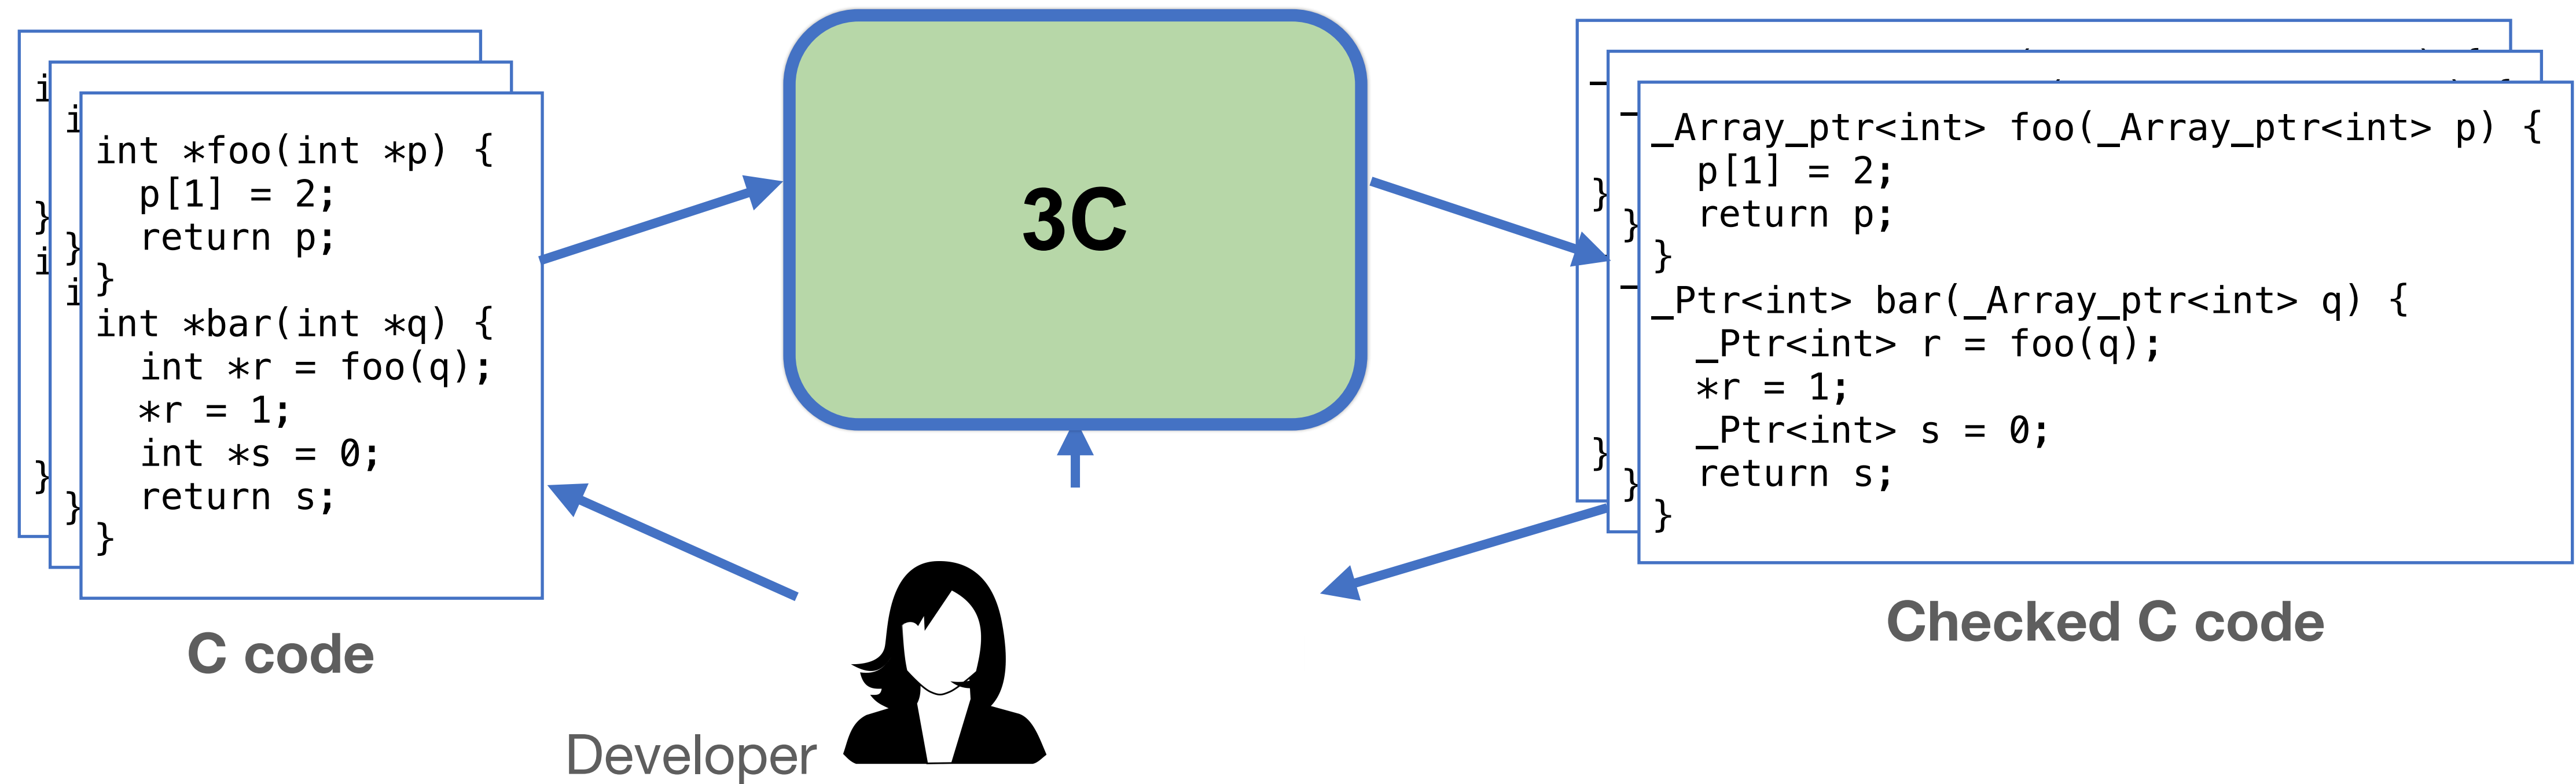 int *foo(int *p) {
  p[1] = 2;
  return p;
}
int *bar(int *q) {
  int *r = foo(q);
  *r = 1;
  int *s = 0;
  return s;
}
C code
3C
Developer
_Array_ptr<int> foo(_Array_ptr<int> p) {
  p[1] = 2;
  return p;
}
_Ptr<int> bar(_Array_ptr<int> q) {
  _Ptr<int> r = foo(q);
  *r = 1;
  _Ptr<int> s = 0;
  return s;
}
Checked C code